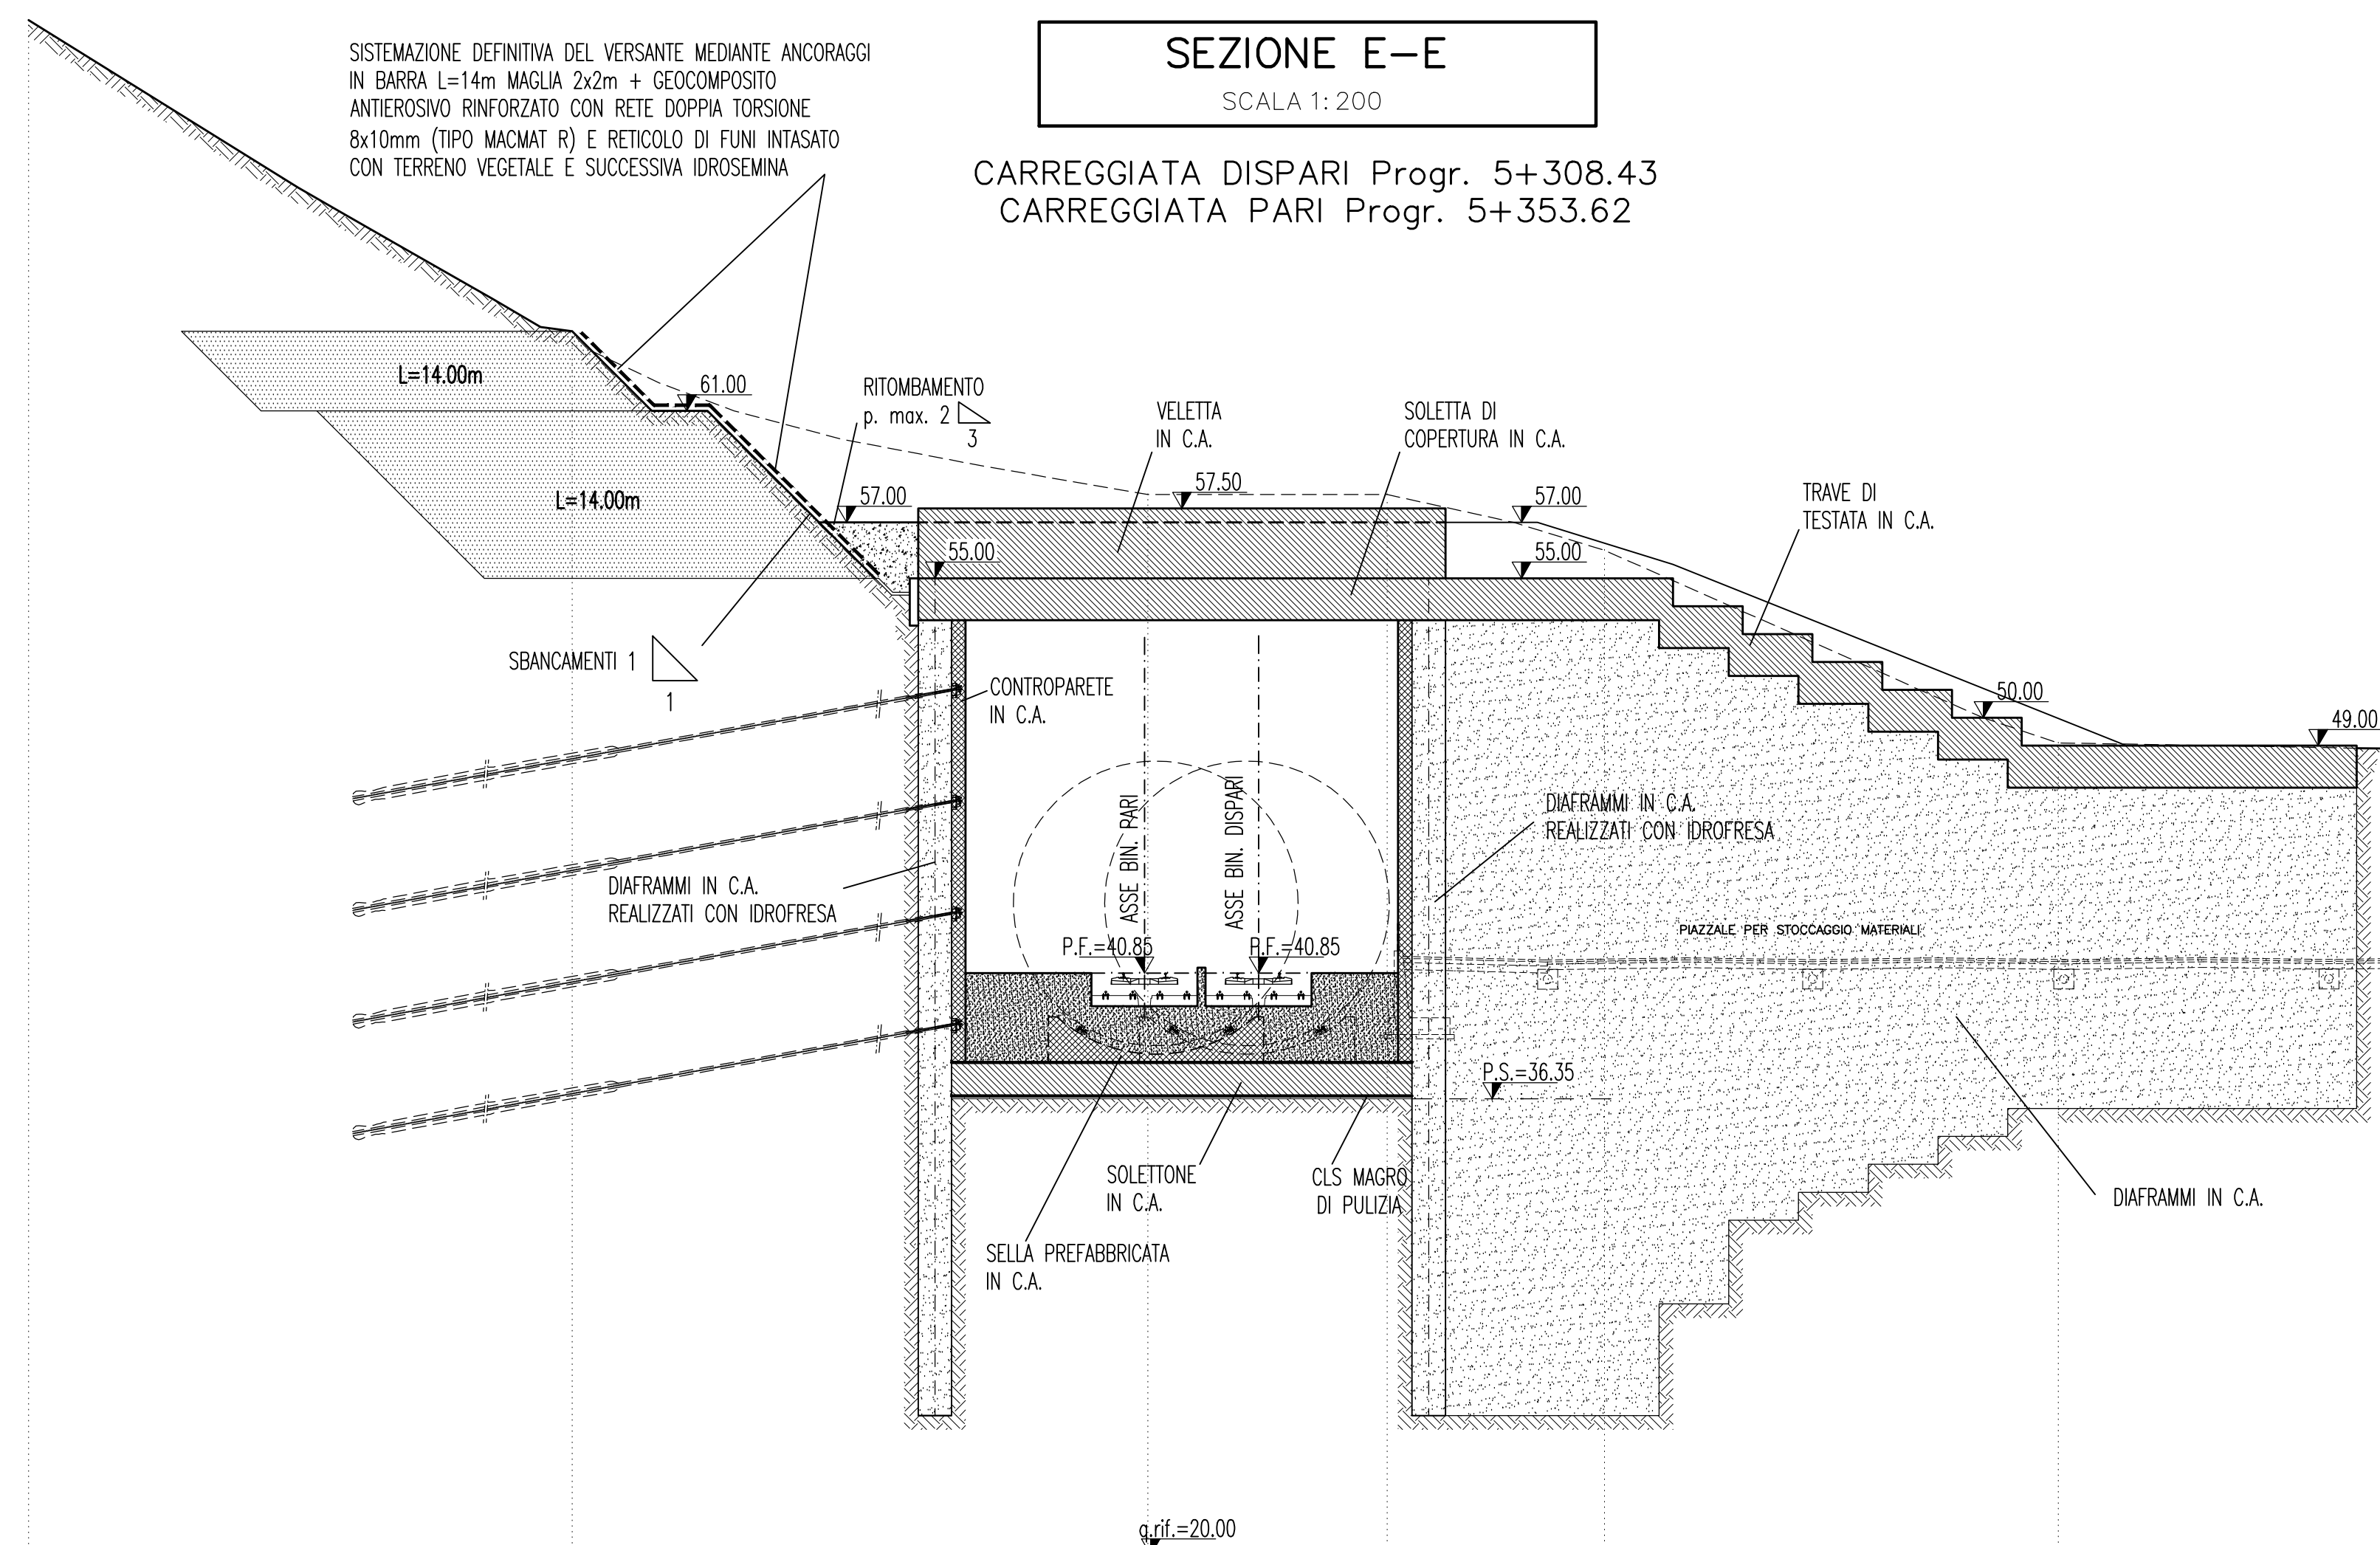 SEZIONE E–E
SCALA 1:200
CARREGGIATA DISPARI Progr. 5+308.43
CARREGGIATA PARI Progr. 5+353.62
SISTEMAZIONE DEFINITIVA DEL VERSANTE MEDIANTE ANCORAGGI
IN BARRA L=14m MAGLIA 2x2m + GEOCOMPOSITO
ANTIEROSIVO RINFORZATO CON RETE DOPPIA TORSIONE
8x10mm (TIPO MACMAT R) E RETICOLO DI FUNI INTASATO
CON TERRENO VEGETALE E SUCCESSIVA IDROSEMINA
L=14.00m
61.00
L=14.00m
RITOMBAMENTO
p. max. 2
3
57.00
55.00
VELETTA
IN C.A.
57.50
SOLETTA DI
COPERTURA IN C.A.
57.00
55.00
TRAVE DI
TESTATA IN C.A.
50.00
49.00
SBANCAMENTI 1
1
CONTROPARETE
IN C.A.
ASSE BIN. PARI
ASSE BIN. DISPARI
DIAFRAMMI IN C.A.
REALIZZATI CON IDROFRESA
DIAFRAMMI IN C.A.
REALIZZATI CON IDROFRESA
P.F.=40.85
P.F.=40.85
PIAZZALE PER STOCCAGGIO MATERIALI
P.S.=36.35
SOLETTONE
IN C.A.
CLS MAGRO
DI PULIZIA
DIAFRAMMI IN C.A.
SELLA PREFABBRICATA
IN C.A.
q.rif.=20.00